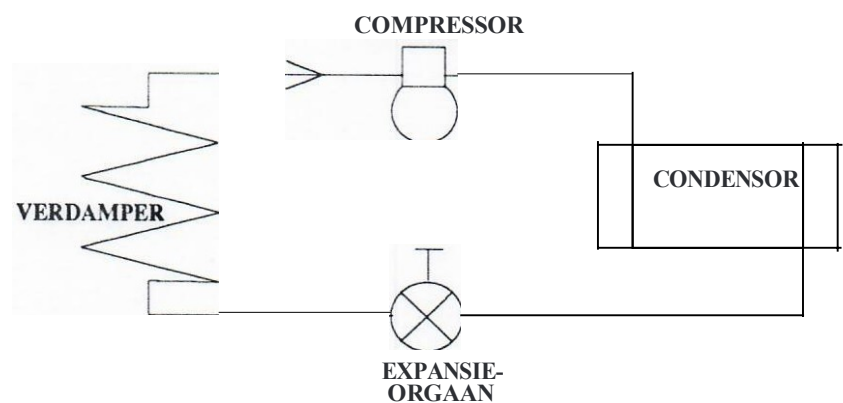 COMPRESSOR
CONDENSOR
VERDAMPER
EXPANSIE-
ORGAAN